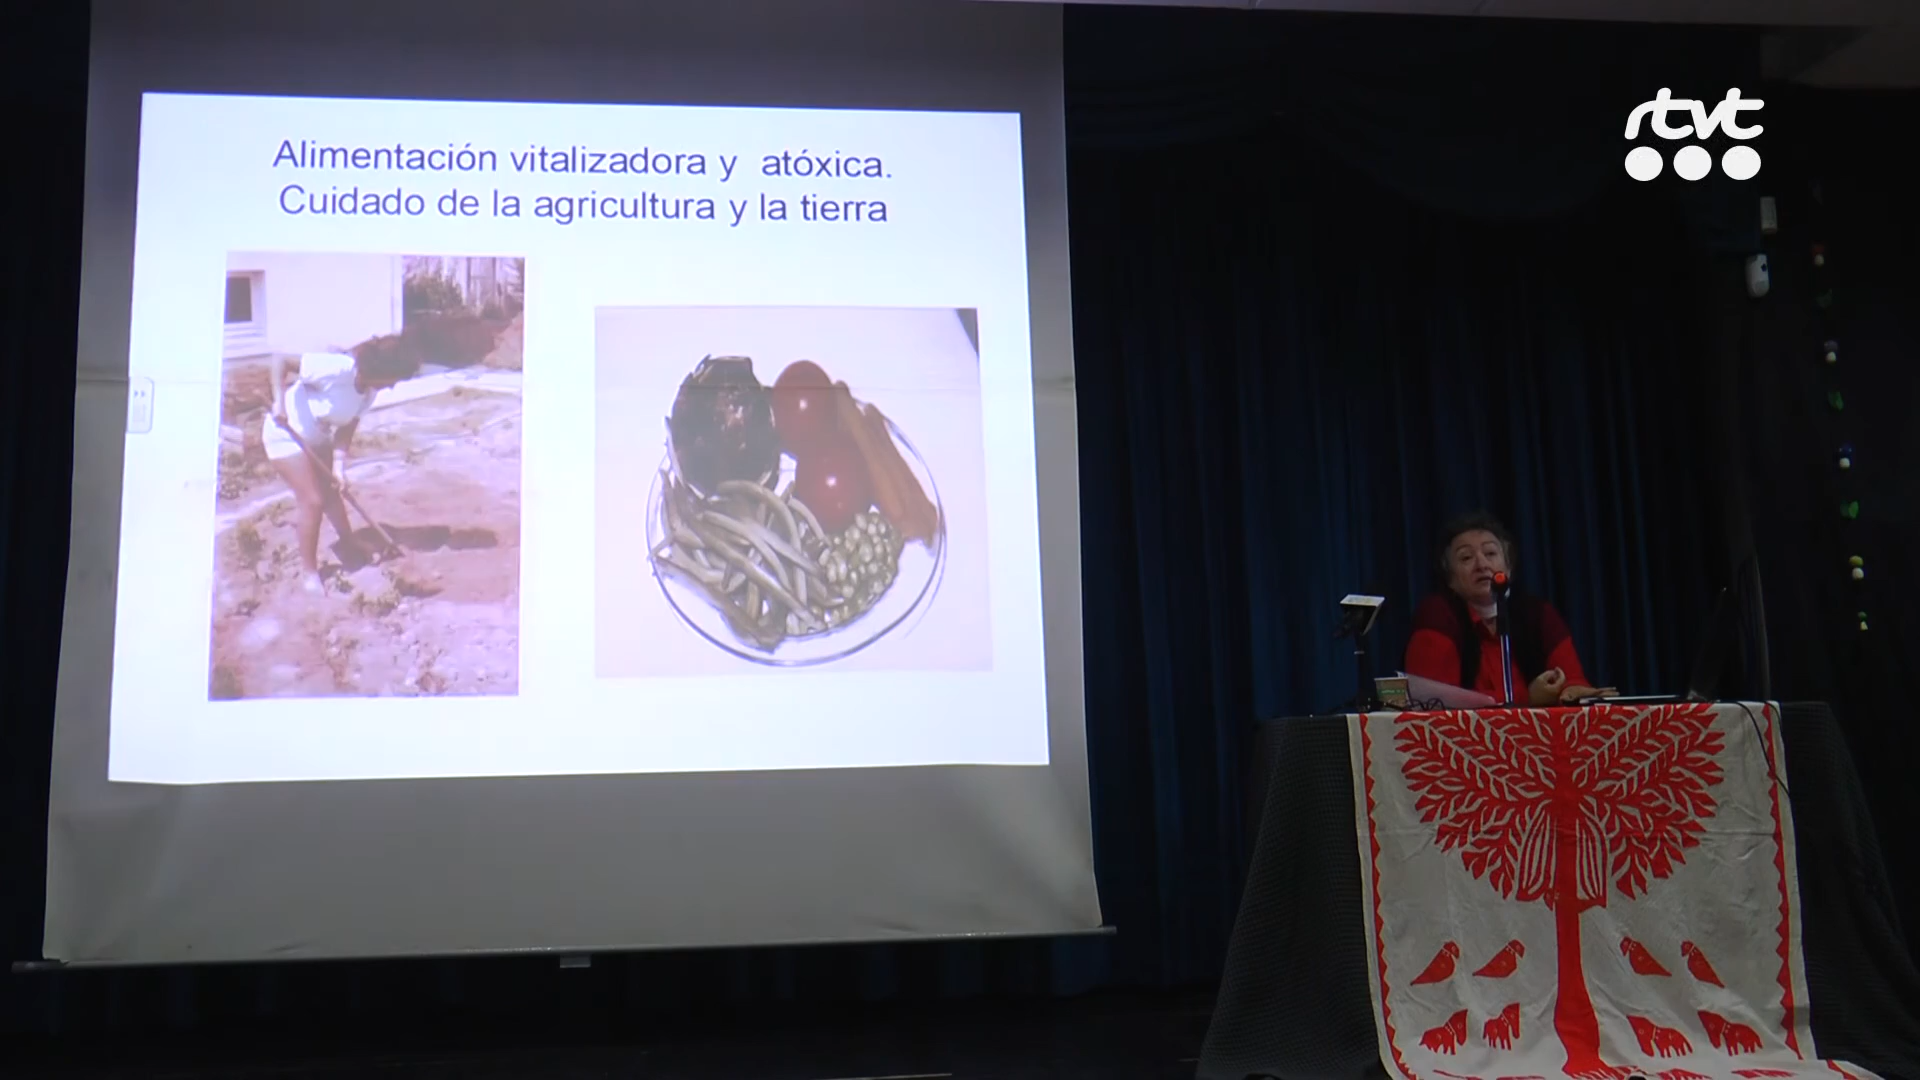 Alimentación vitalizadora y atóxica.
Cuidado de la agricultura y la tierra
rtvt